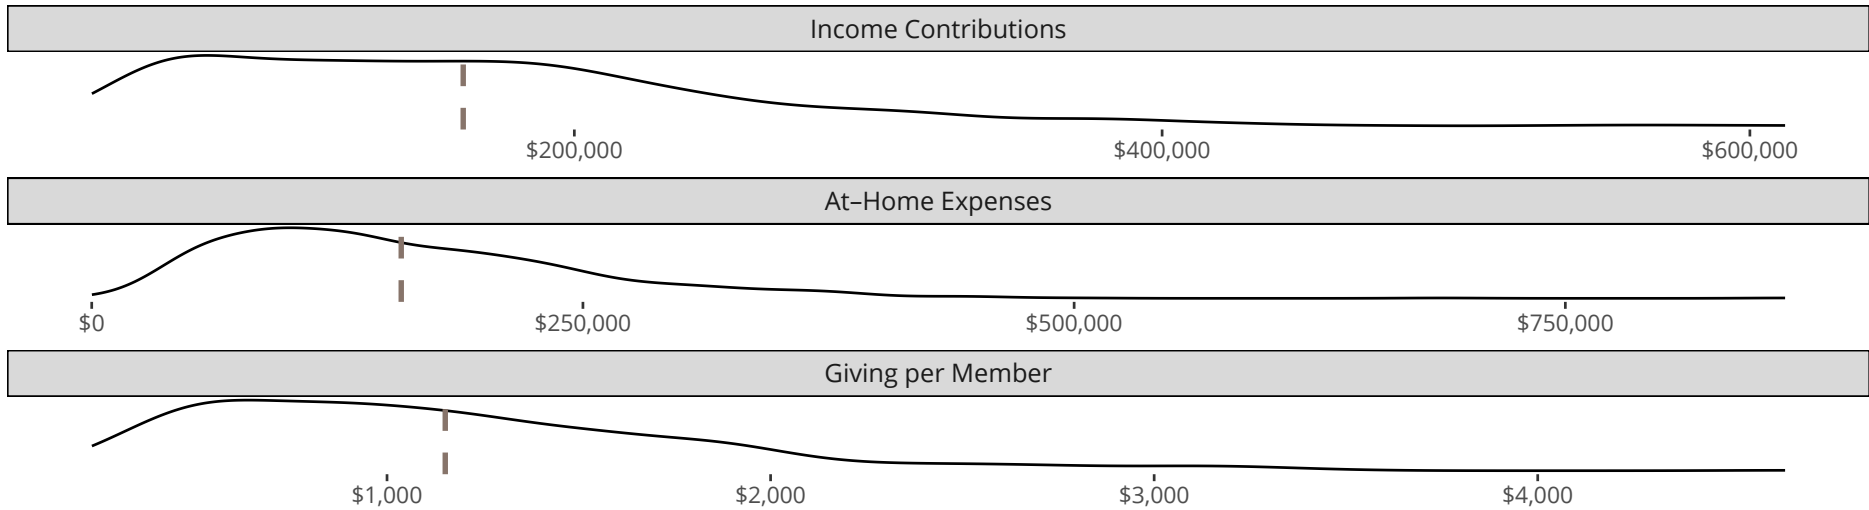 Income Contributions
$200,000 $400,000 $600,000
At–Home Expenses
$0 $250,000 $500,000 $750,000
Giving per Member
$1,000 $2,000 $3,000 $4,000